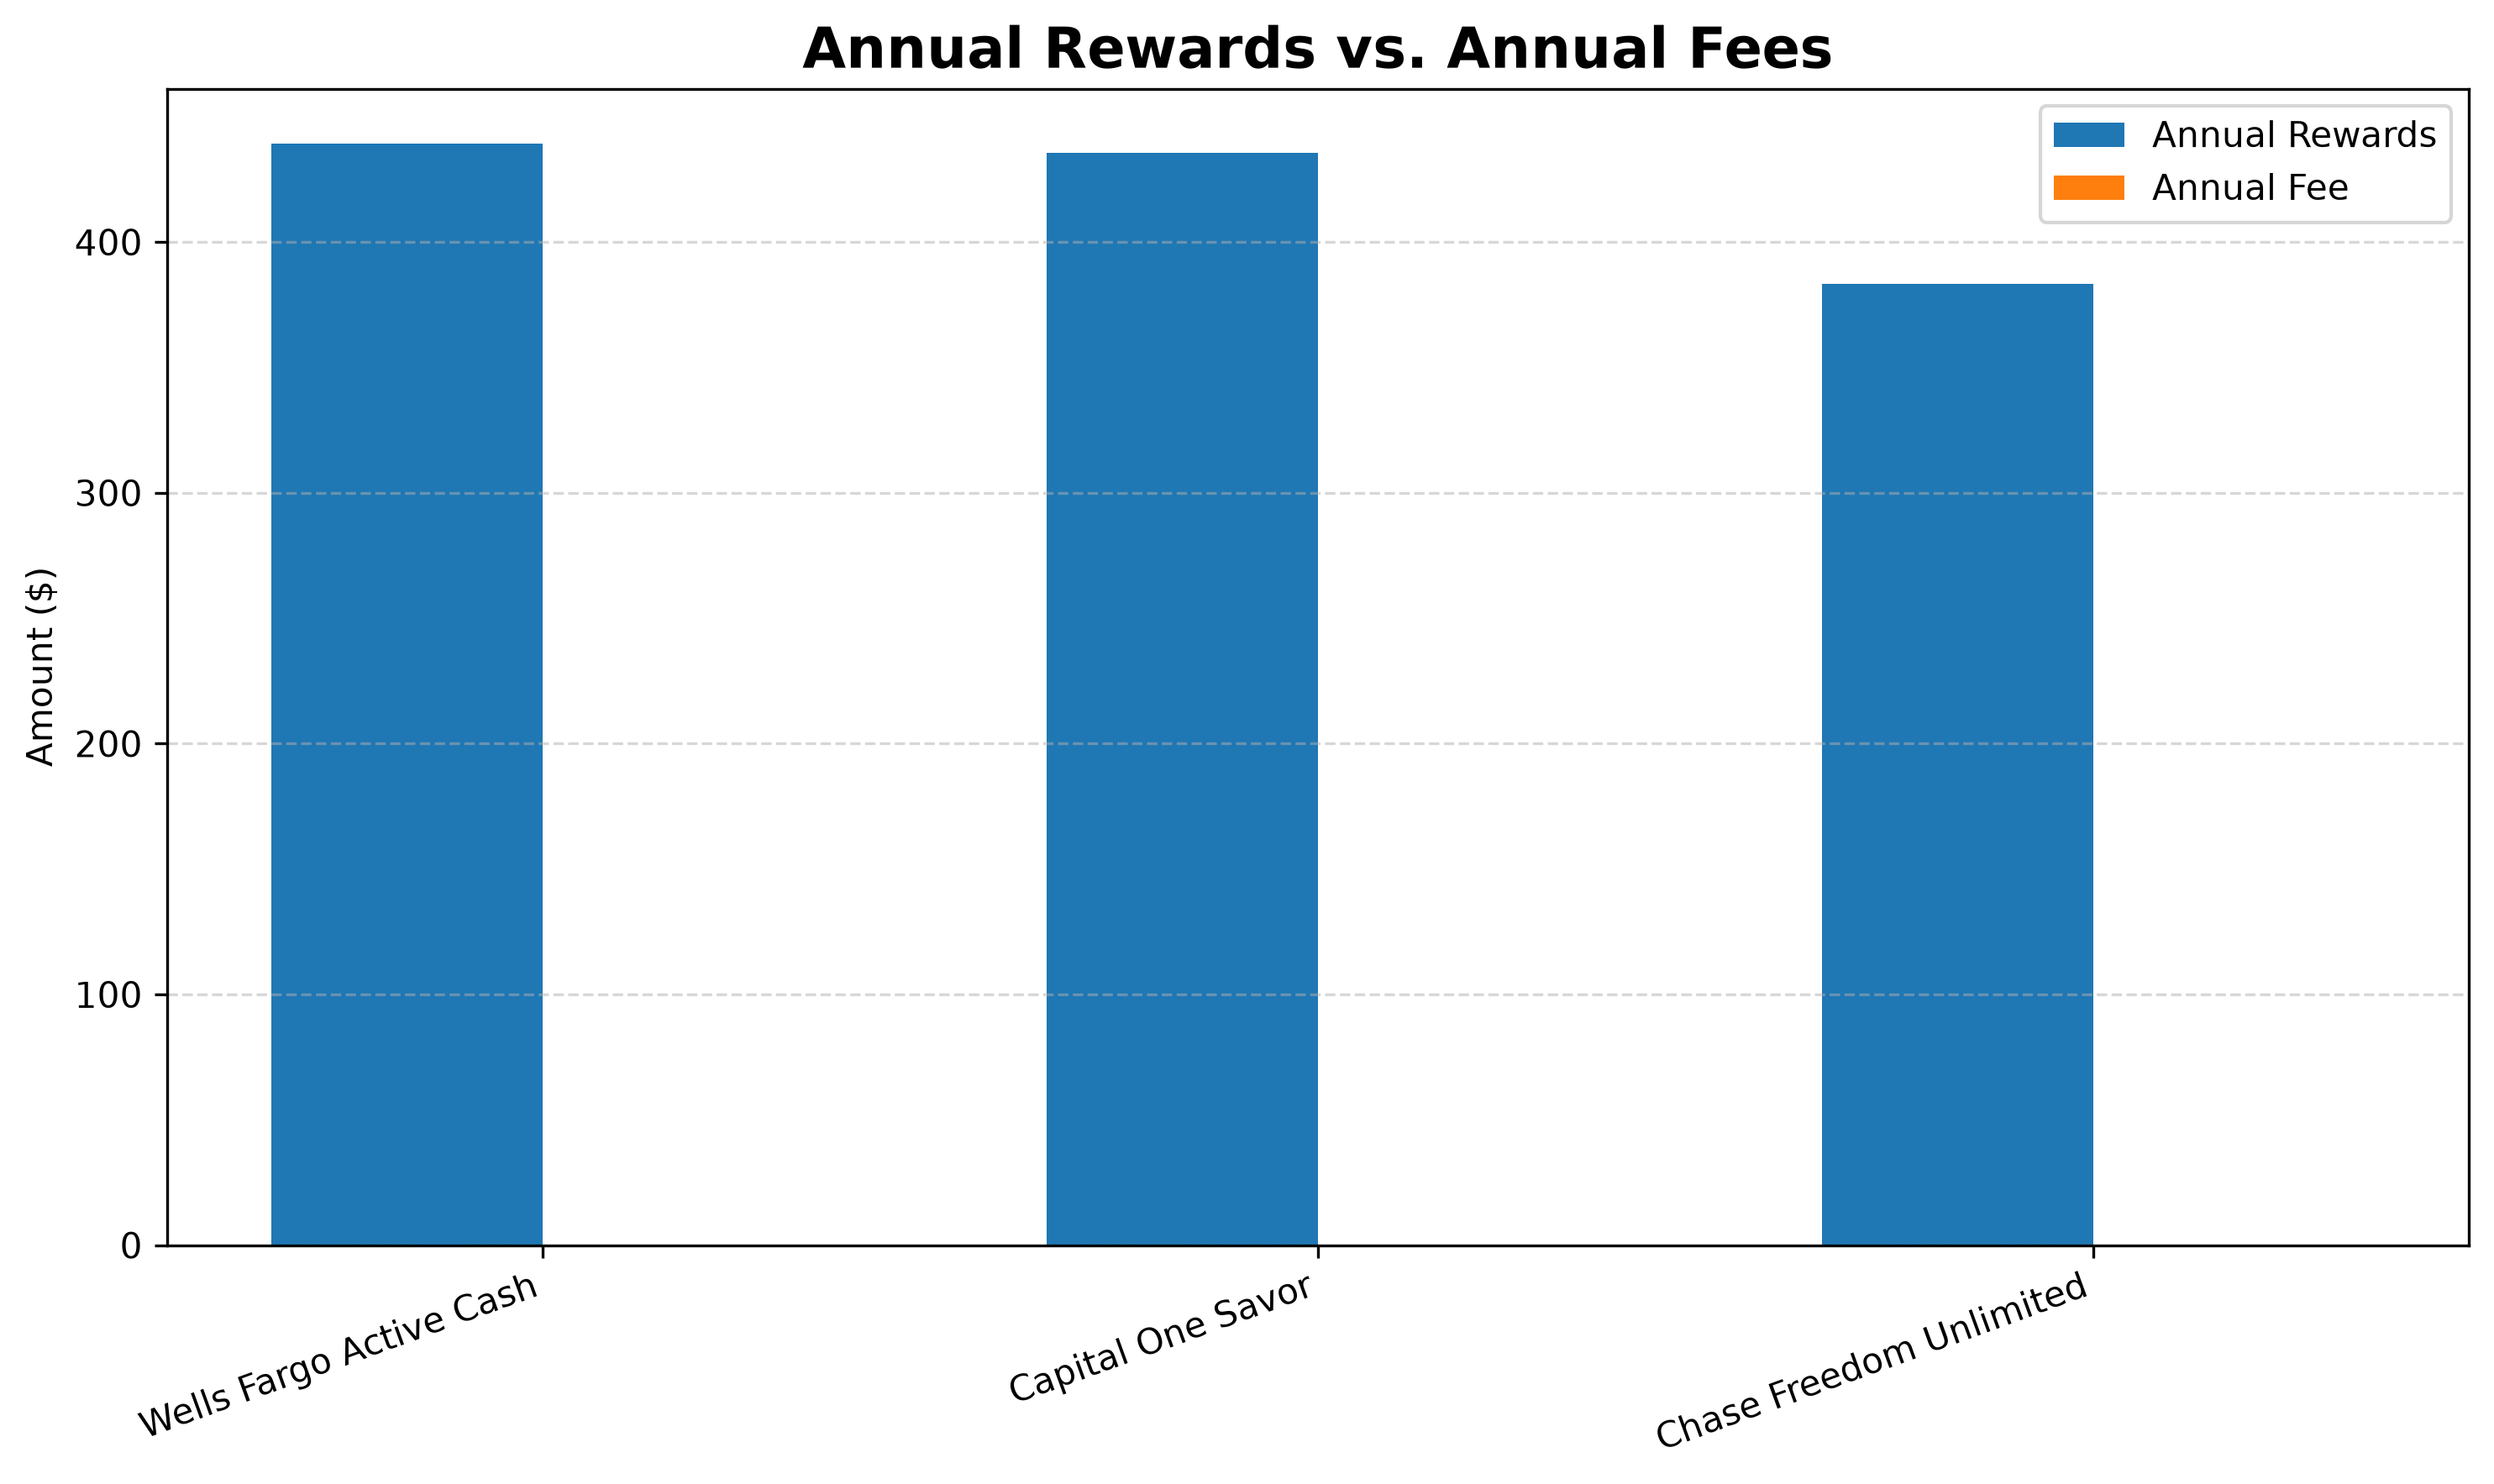 Annual Rewards vs. Annual Fees
Annual Rewards
Annual Fee
Amount ($)
400
300
200
100
0
Wells Fargo Active Cash
Capital One Savor
Chase Freedom Unlimited